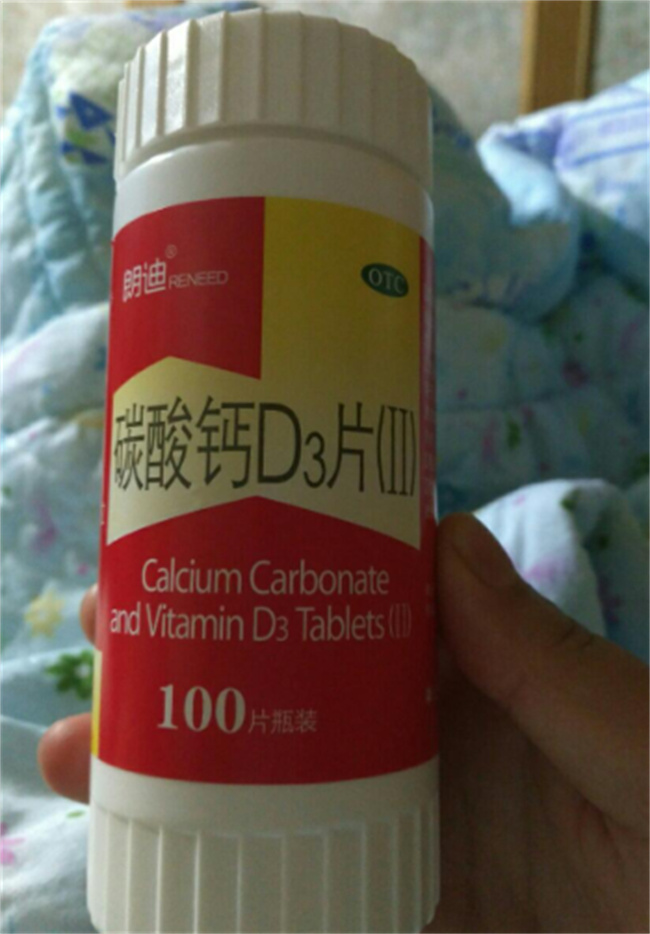 朗迪® RENEED
OTC
碳酸钙D3片(II)
Calcium Carbonate
and Vitamin D3 Tablets (II)
100片瓶装